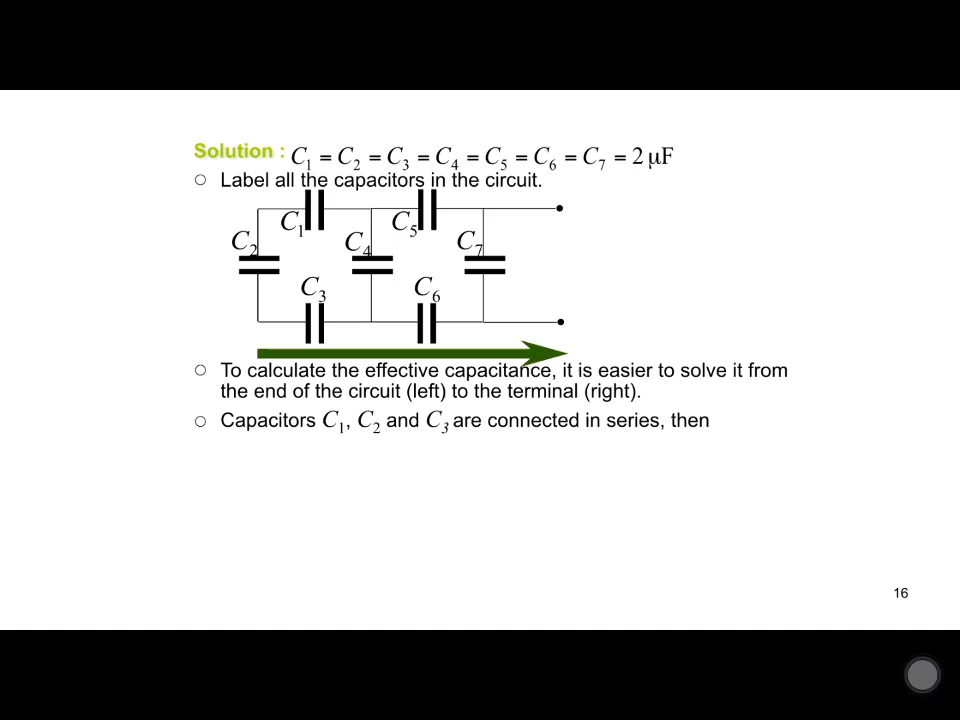 Solution : C₁ = C₂ = C₃ = C₄ = C₅ = C₆ = C₇ = 2 μF
○ Label all the capacitors in the circuit.
C₁ C₅
C₂ C₄ C₇
C₃ C₆
○ To calculate the effective capacitance, it is easier to solve it from
the end of the circuit (left) to the terminal (right).
○ Capacitors C₁, C₂ and C₃ are connected in series, then
16